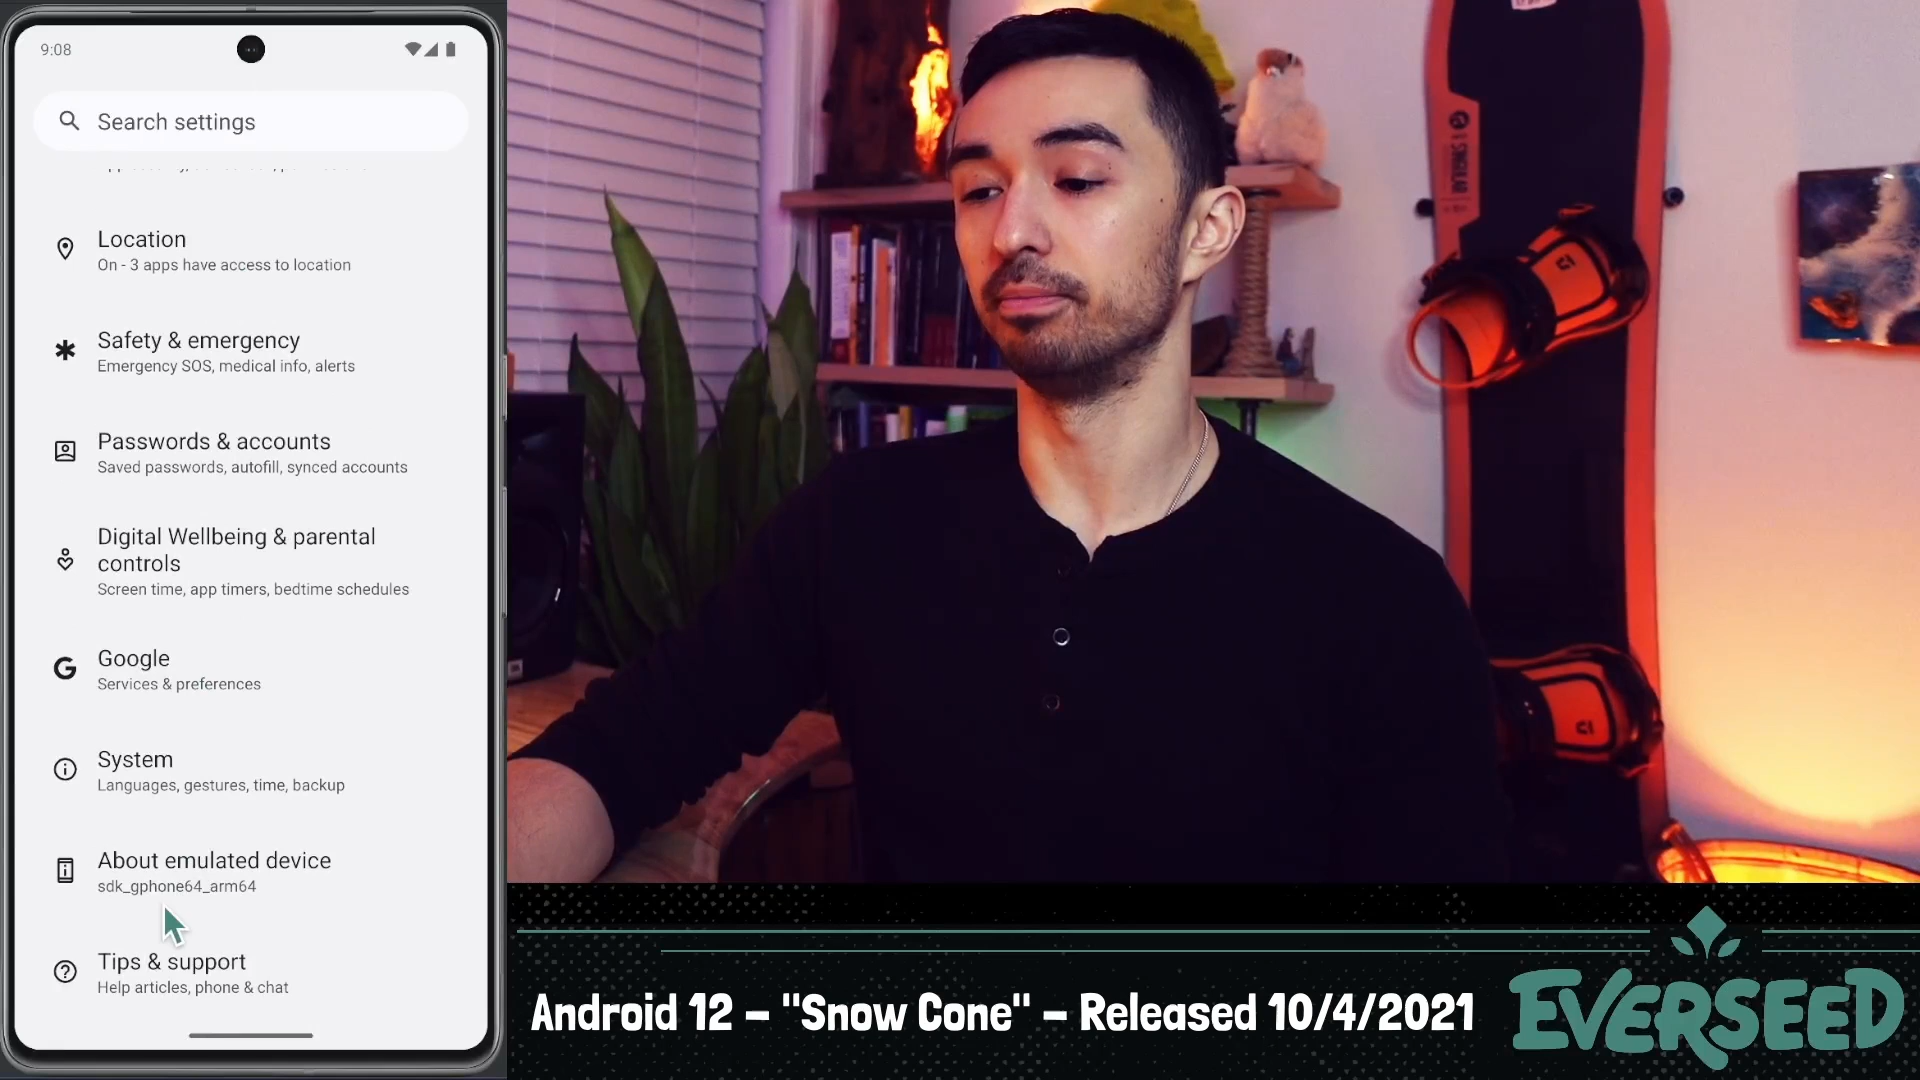 9:08
Search settings
Location
On - 3 apps have access to location
Safety & emergency
Emergency SOS, medical info, alerts
Passwords & accounts
Saved passwords, autofill, synced accounts
Digital Wellbeing & parental
controls
Screen time, app timers, bedtime schedules
Google
Services & preferences
System
Languages, gestures, time, backup
About emulated device
sdk_gphone64_arm64
Tips & support
Help articles, phone & chat
Android 12 – "Snow Cone" – Released 10/4/2021
EVERSEED